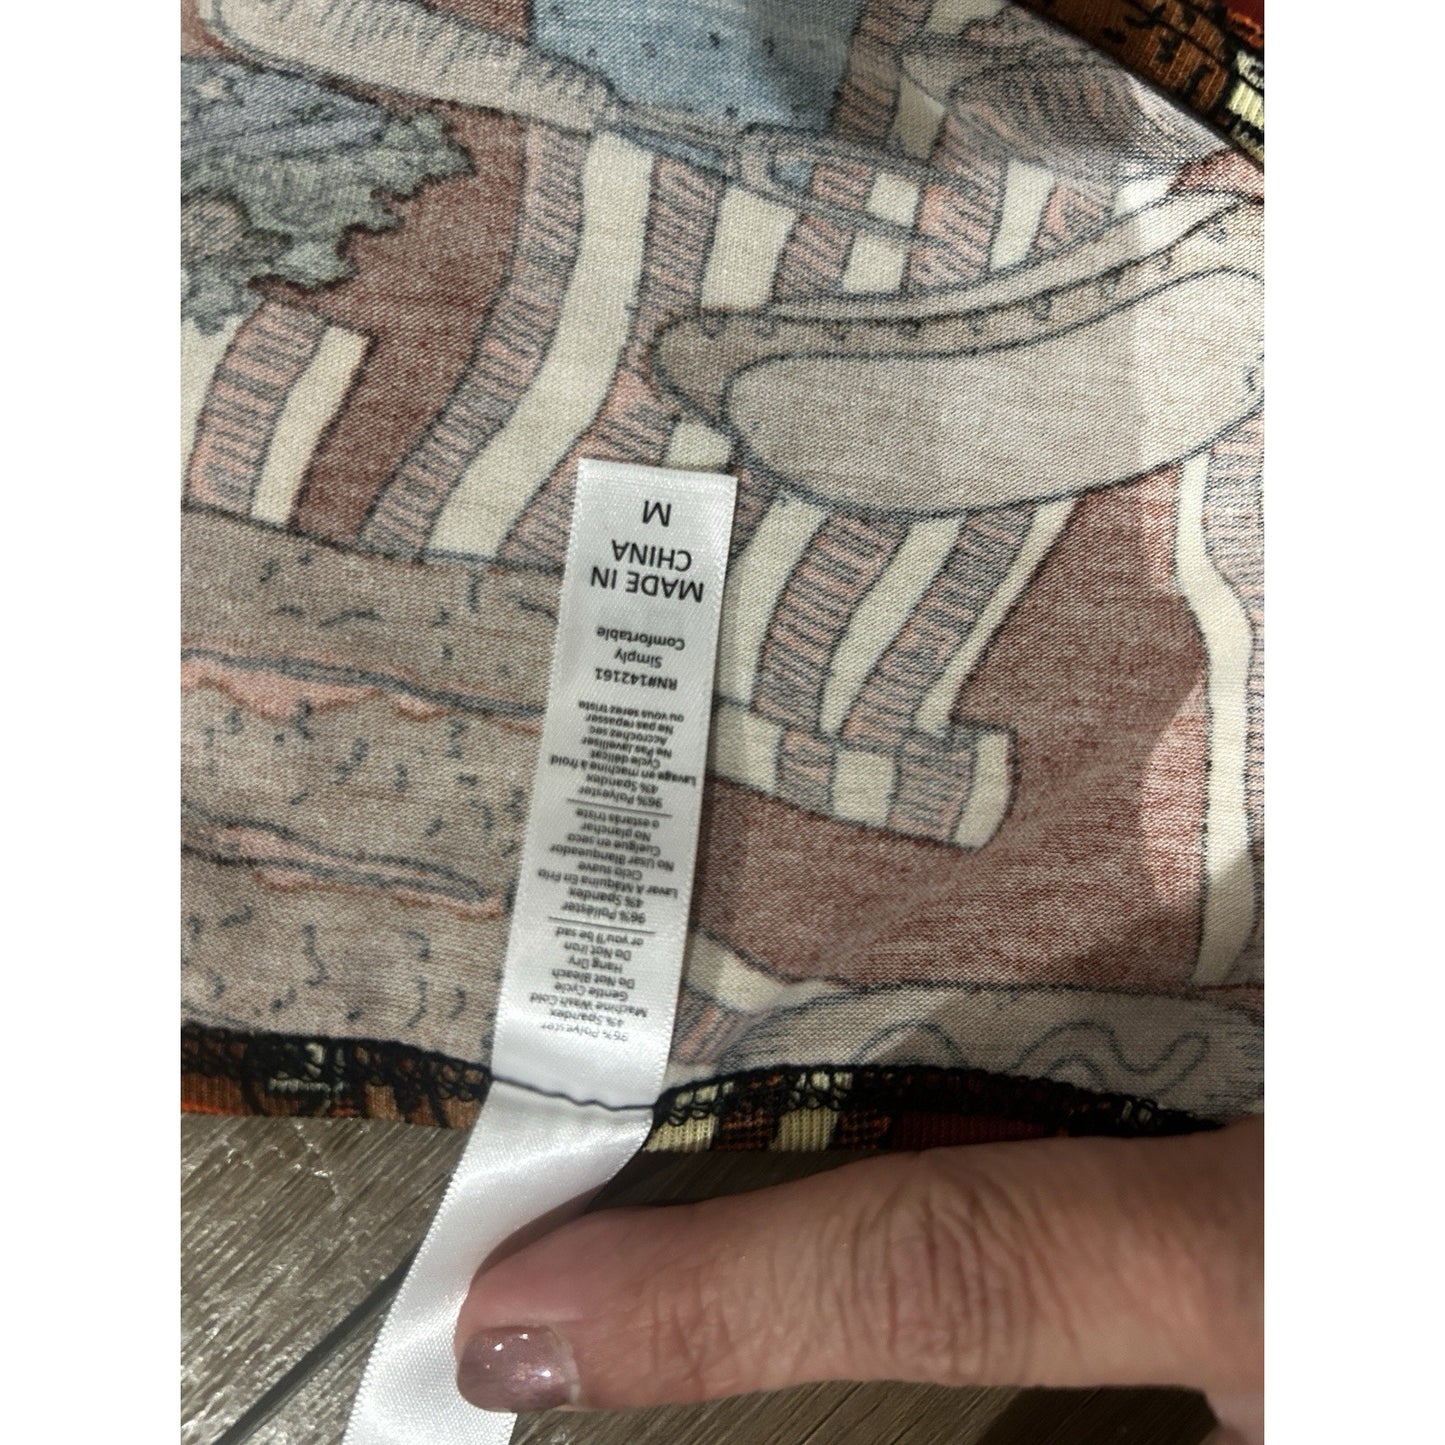 M
MADE IN
CHINA
Simply
Comfortable
RN#142161
96% Polyester
4% Spandex
Machine Wash Cold
Gentle Cycle
Do Not Bleach
Hang Dry
Do Not Iron
or you'll be sad.
96% Poliéster
4% Spandex
Lavar A Máquina En Frío
Ciclo suave
No Usar Blanqueador
Cuelgue en seco
No planchar
o estarás triste
96% Polyester
4% Spandex
Lavage en machine à froid
Cycle délicat
Ne Pas Javelliser
Accrochez sec
Ne pas repasser
ou vous serez triste